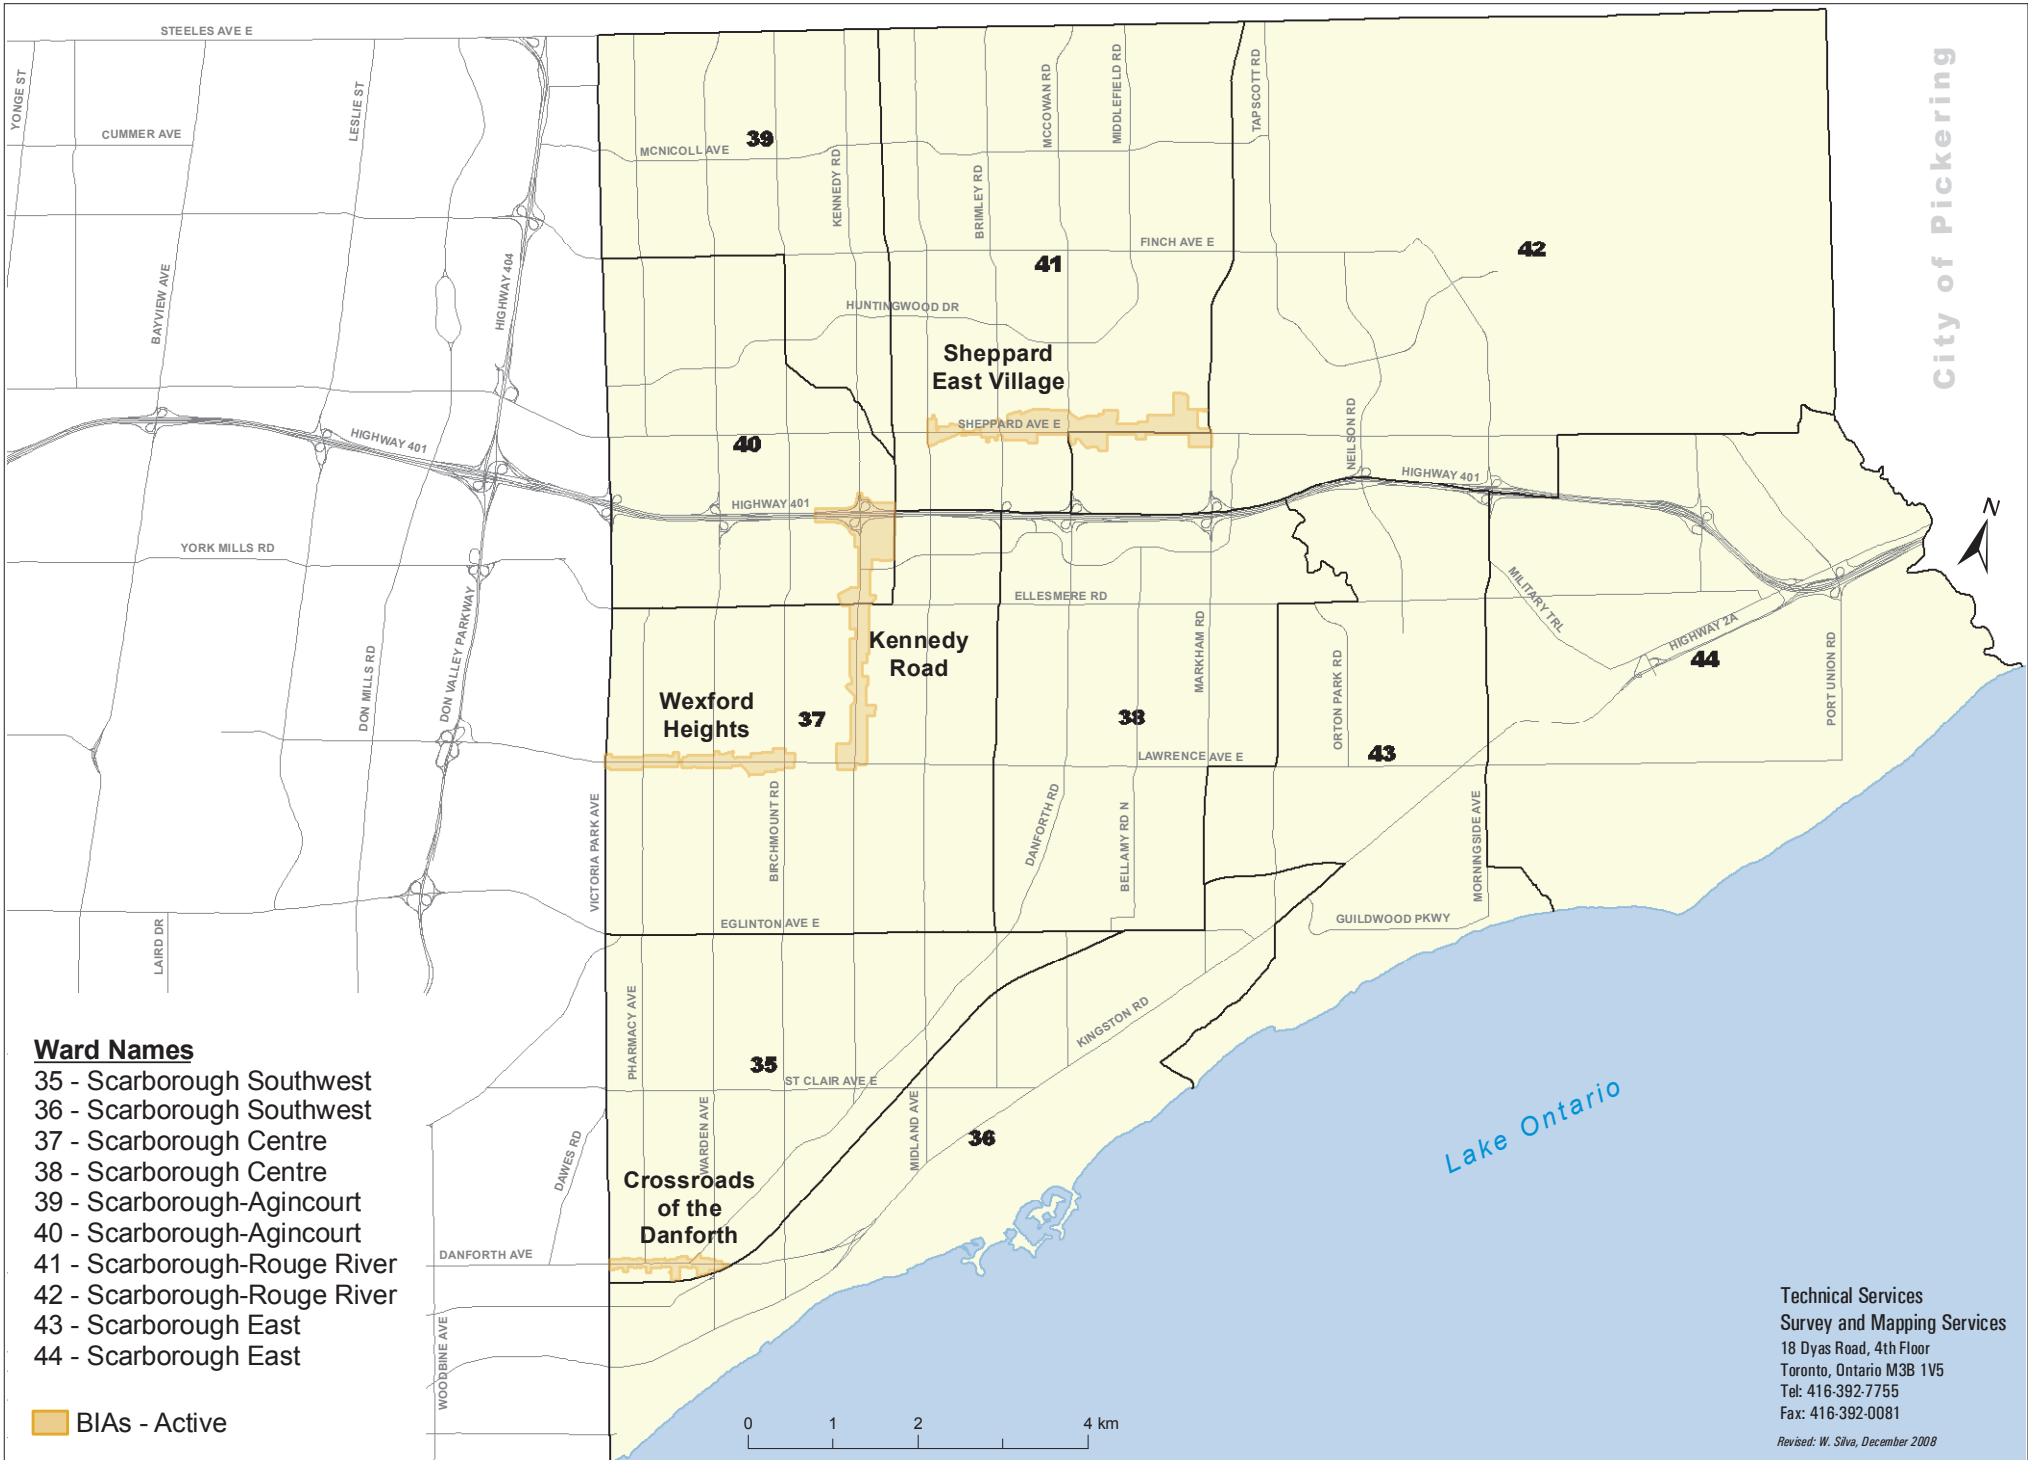 STEELES AVE E
YONGE ST
CUMMER AVE
LESLIE ST
BAYVIEW AVE
HIGHWAY 404
MCNICOLL AVE
39
KENNEDY RD
BRIMLEY RD
MCCOWAN RD
MIDDLEFIELD RD
TAPSCOTT RD
City of Pickering
FINCH AVE E
41
42
HUNTINGWOOD DR
Sheppard
East Village
SHEPPARD AVE E
HIGHWAY 401
40
HIGHWAY 401
NEILSON RD
HIGHWAY 401
N
YORK MILLS RD
ELLESMERE RD
MILITARY TRL
HIGHWAY 2A
44
DON MILLS RD
DON VALLEY PARKWAY
Kennedy
Road
MARKHAM RD
ORTON PARK RD
PORT UNION RD
Wexford
Heights
37
38
LAWRENCE AVE E
43
VICTORIA PARK AVE
BIRCHMOUNT RD
DANFORTH RD
BELLAMY RD N
MORNINGSIDE AVE
LAIRD DR
EGLINTON AVE E
GUILDWOOD PKWY
PHARMACY AVE
KINGSTON RD
35
ST CLAIR AVE E
WARDEN AVE
MIDLAND AVE
36
DAWES RD
Lake Ontario
Crossroads
of the
Danforth
DANFORTH AVE
WOODBINE AVE
Ward Names
35 - Scarborough Southwest
36 - Scarborough Southwest
37 - Scarborough Centre
38 - Scarborough Centre
39 - Scarborough-Agincourt
40 - Scarborough-Agincourt
41 - Scarborough-Rouge River
42 - Scarborough-Rouge River
43 - Scarborough East
44 - Scarborough East
BIAs - Active
0 1 2 4 km
Technical Services
Survey and Mapping Services
18 Dyas Road, 4th Floor
Toronto, Ontario M3B 1V5
Tel: 416-392-7755
Fax: 416-392-0081
Revised: W. Silva, December 2008